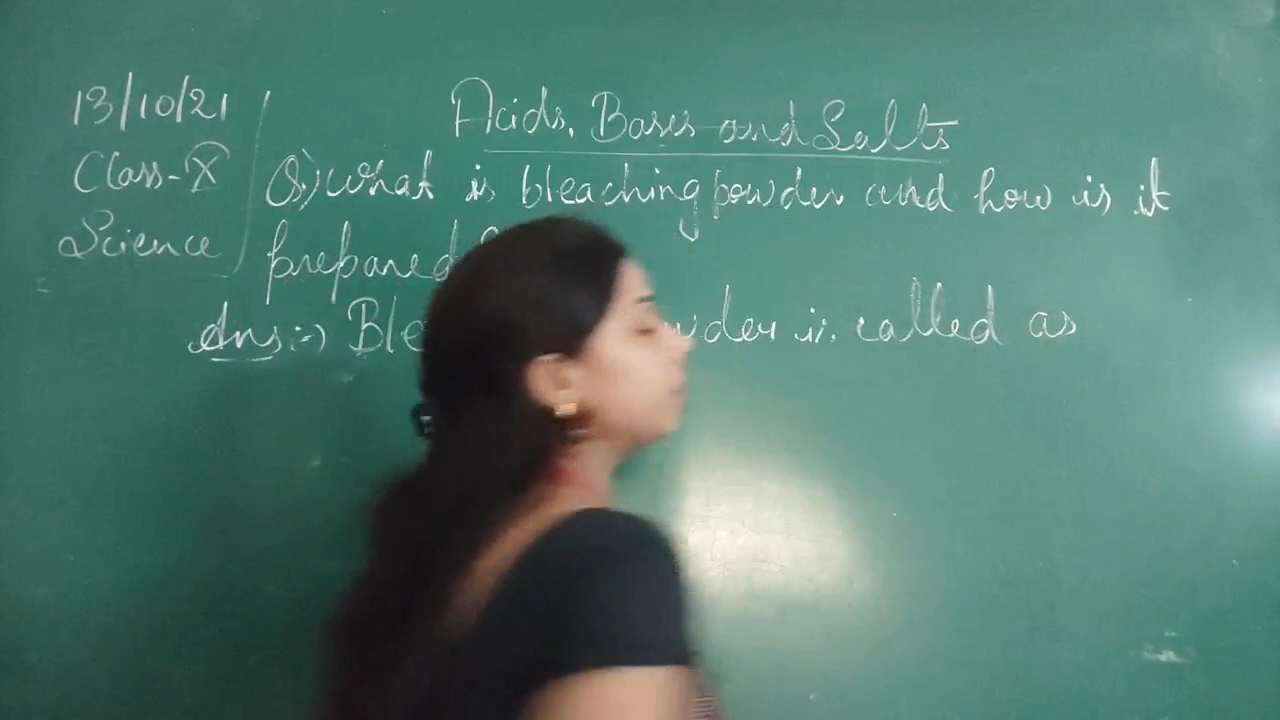 13/10/21
Class-X
Science
Acids, Bases and Salts
Q) What is bleaching powder and how is it
prepared
Ans:-) Ble wder is called as